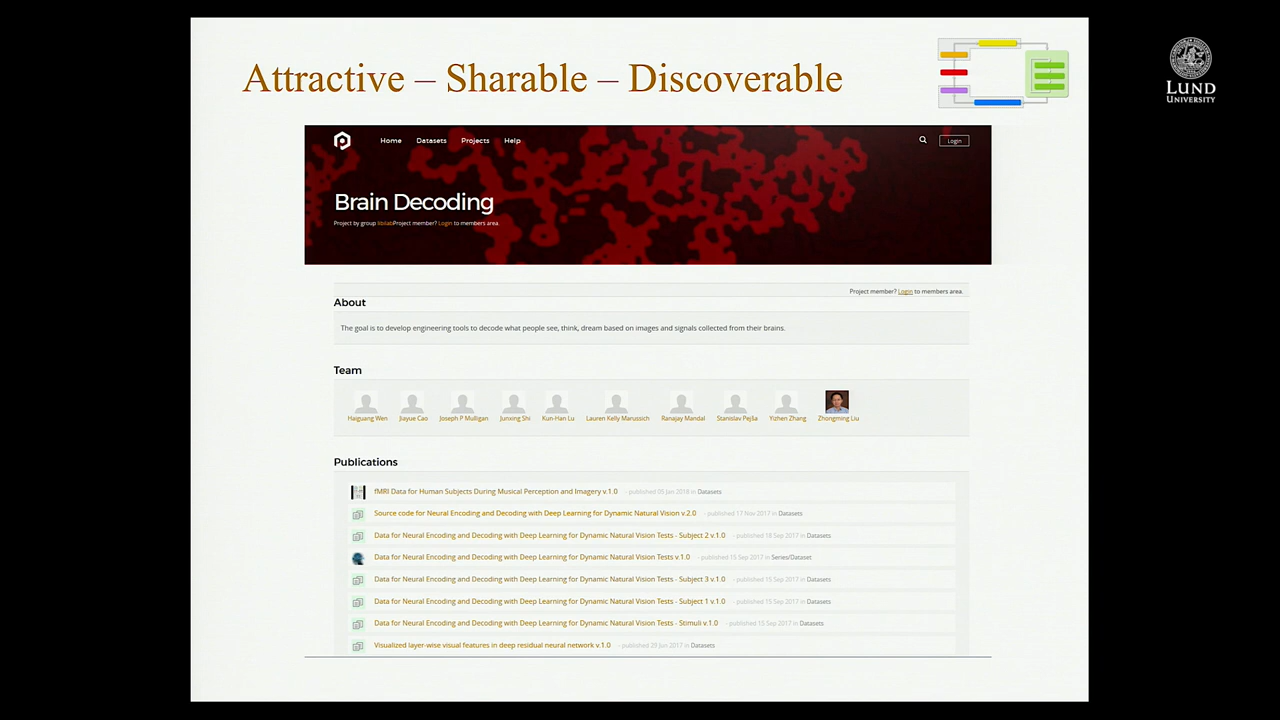 Attractive – Sharable – Discoverable
LUND
UNIVERSITY
Home Datasets Projects Help
Login
Brain Decoding
Project by group libilabProject member? Login to members area.
Project member? Login to members area.
About
The goal is to develop engineering tools to decode what people see, think, dream based on images and signals collected from their brains.
Team
Haiguang Wen Jiayue Cao Joseph P Mulligan Junxing Shi Kun-Han Lu Lauren Kelly Marussich Ranajay Mandal Stanislav Pejša Yizhen Zhang Zhongming Liu
Publications
fMRI Data for Human Subjects During Musical Perception and Imagery v.1.0 - published 05 Jan 2018 in Datasets
Source code for Neural Encoding and Decoding with Deep Learning for Dynamic Natural Vision v.2.0 - published 17 Nov 2017 in Datasets
Data for Neural Encoding and Decoding with Deep Learning for Dynamic Natural Vision Tests - Subject 2 v.1.0 - published 18 Sep 2017 in Datasets
Data for Neural Encoding and Decoding with Deep Learning for Dynamic Natural Vision Tests v.1.0 - published 15 Sep 2017 in Series/Dataset
Data for Neural Encoding and Decoding with Deep Learning for Dynamic Natural Vision Tests - Subject 3 v.1.0 - published 15 Sep 2017 in Datasets
Data for Neural Encoding and Decoding with Deep Learning for Dynamic Natural Vision Tests - Subject 1 v.1.0 - published 15 Sep 2017 in Datasets
Data for Neural Encoding and Decoding with Deep Learning for Dynamic Natural Vision Tests - Stimuli v.1.0 - published 15 Sep 2017 in Datasets
Visualized layer-wise visual features in deep residual neural network v.1.0 - published 29 Jun 2017 in Datasets